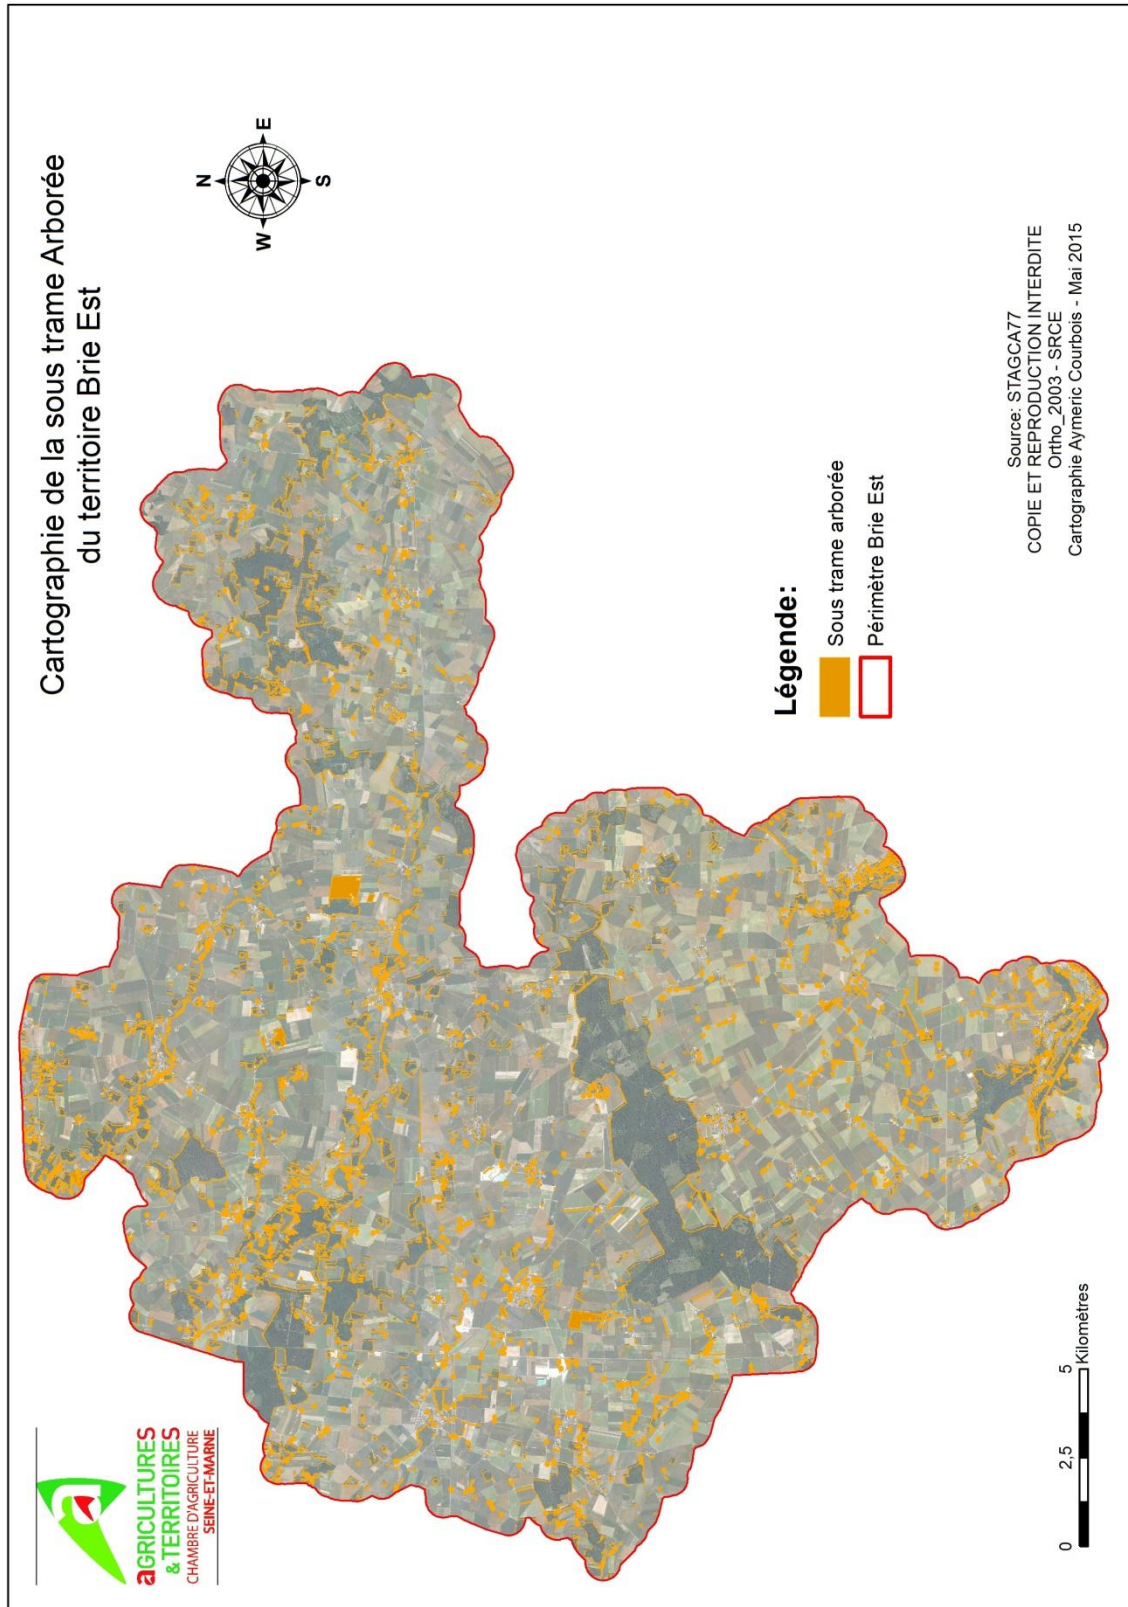 Cartographie de la sous trame Arborée
du territoire Brie Est
N
W
E
S
aGRICULTURES
& TERRITOIRES
CHAMBRE D'AGRICULTURE
SEINE-ET-MARNE
Légende:
Sous trame arborée
Périmètre Brie Est
0 2,5 5
Kilomètres
Source: STAGCA77
COPIE ET REPRODUCTION INTERDITE
Ortho_2003 - SRCE
Cartographie Aymeric Courbois - Mai 2015